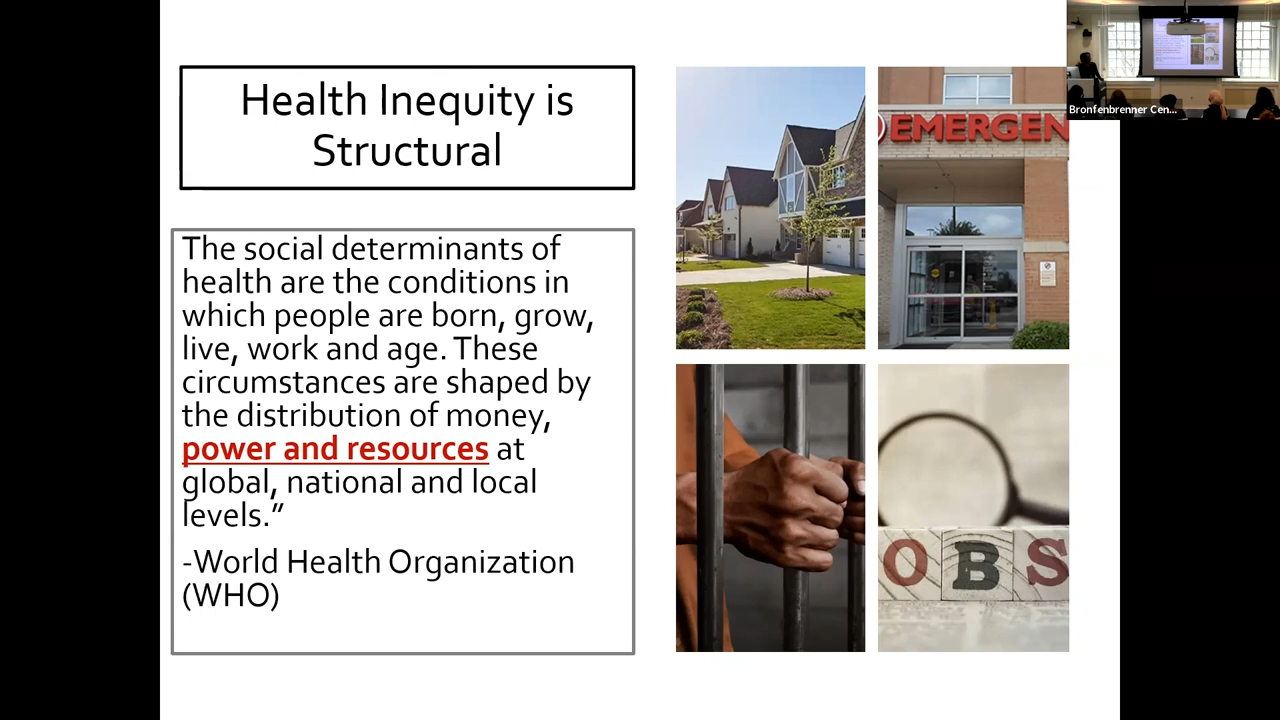 Health Inequity is
Structural
The social determinants of
health are the conditions in
which people are born, grow,
live, work and age. These
circumstances are shaped by
the distribution of money,
power and resources at
global, national and local
levels.”
-World Health Organization
(WHO)
EMERGEN
OBS
Bronfenbrenner Cen...